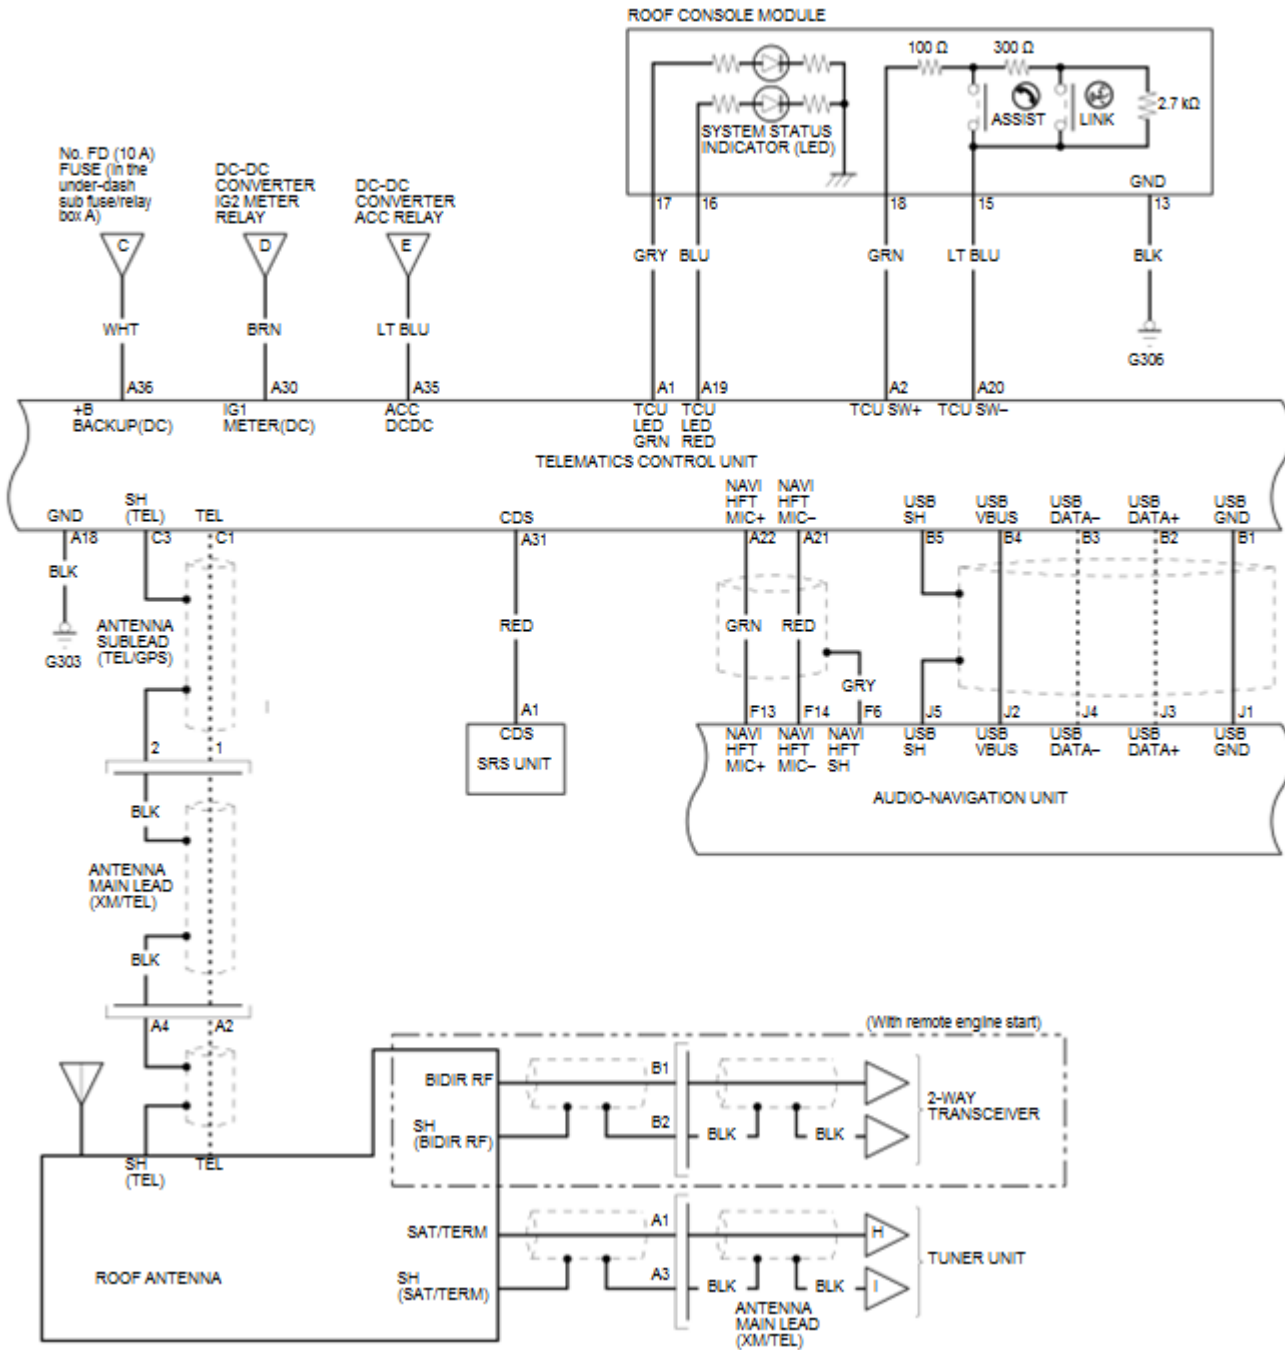 ROOF CONSOLE MODULE
100 Ω
300 Ω
ASSIST
LINK
2.7 kΩ
SYSTEM STATUS
INDICATOR (LED)
GND
17
16
18
15
13
No. FD (10 A)
FUSE (In the
under-dash
sub fuse/relay
box A)
DC-DC
CONVERTER
IG2 METER
RELAY
DC-DC
CONVERTER
ACC RELAY
C
D
E
GRY
BLU
GRN
LT BLU
BLK
G306
WHT
BRN
LT BLU
A36
A30
A35
A1
A19
A2
A20
+B
BACKUP(DC)
IG1
METER(DC)
ACC
DCDC
TCU
LED
GRN
TCU
LED
RED
TCU SW+
TCU SW–
TELEMATICS CONTROL UNIT
GND
SH
(TEL)
TEL
CDS
NAVI
HFT
MIC+
NAVI
HFT
MIC–
USB
SH
USB
VBUS
USB
DATA–
USB
DATA+
USB
GND
A18
C3
C1
A31
A22
A21
B5
B4
B3
B2
B1
BLK
G303
ANTENNA
SUBLEAD
(TEL/GPS)
RED
GRN
RED
GRY
2
1
A1
CDS
SRS UNIT
F13
F14
F6
J5
J2
J4
J3
J1
NAVI
HFT
MIC+
NAVI
HFT
MIC–
NAVI
HFT
SH
USB
SH
USB
VBUS
USB
DATA–
USB
DATA+
USB
GND
AUDIO-NAVIGATION UNIT
BLK
ANTENNA
MAIN LEAD
(XM/TEL)
BLK
A4
A2
SH
(TEL)
TEL
ROOF ANTENNA
(With remote engine start)
BIDIR RF
B1
SH
(BIDIR RF)
B2
BLK
BLK
2–WAY
TRANSCEIVER
SAT/TERM
A1
H
SH
(SAT/TERM)
A3
BLK
BLK
I
TUNER UNIT
ANTENNA
MAIN LEAD
(XM/TEL)